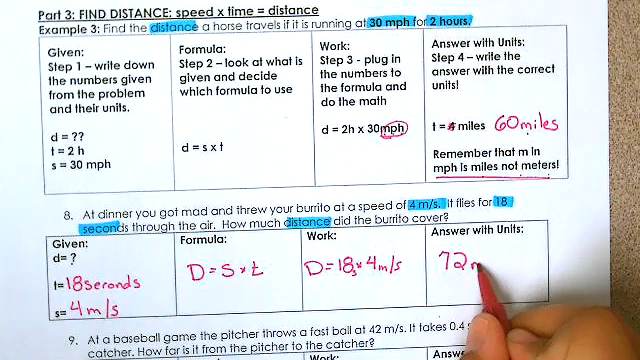 Part 3: FIND DISTANCE: speed x time = distance
Example 3: Find the distance a horse travels if it is running at 30 mph for 2 hours.
Given:
Step 1 – write down
the numbers given
from the problem
and their units.
d = ??
t = 2 h
s = 30 mph
Formula:
Step 2 – look at what is
given and decide
which formula to use
d = s x t
Work:
Step 3 - plug in
the numbers to
the formula and
do the math
d = 2h x 30mph
Answer with Units:
Step 4 – write the
answer with the correct
units!
t = miles 60miles
Remember that m in
mph is miles not meters!
8. At dinner you got mad and threw your burrito at a speed of 4 m/s. It flies for 18
seconds through the air. How much distance did the burrito cover?
Given:
d= ?
t= 18seronds
s= 4 m/s
Formula:
D = S × t
Work:
D = 18s × 4m/s
Answer with Units:
72m
9. At a baseball game the pitcher throws a fast ball at 42 m/s. It takes 0.4
catcher. How far is it from the pitcher to the catcher?
Work: